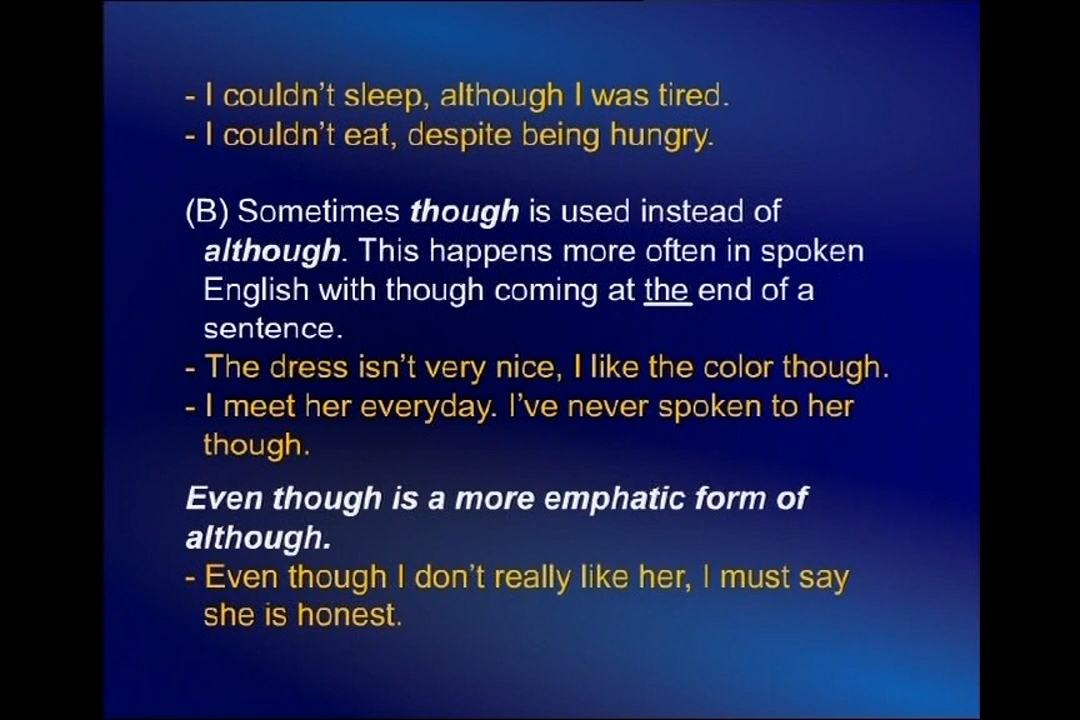 - I couldn't sleep, although I was tired.
- I couldn't eat, despite being hungry.
(B) Sometimes though is used instead of
although. This happens more often in spoken
English with though coming at the end of a
sentence.
- The dress isn't very nice, I like the color though.
- I meet her everyday. I've never spoken to her
though.
Even though is a more emphatic form of
although.
- Even though I don't really like her, I must say
she is honest.